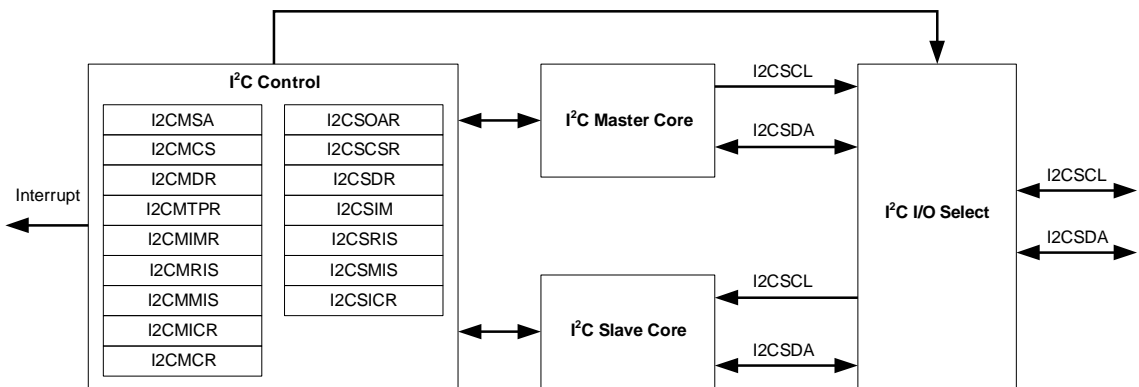 I²C Control
I2CMSA
I2CMCS
I2CMDR
I2CMTPR
I2CMIMR
I2CMRIS
I2CMMIS
I2CMICR
I2CMCR
I2CSOAR
I2CSCSR
I2CSDR
I2CSIM
I2CSRIS
I2CSMIS
I2CSICR
Interrupt
I²C Master Core
I2CSCL
I2CSDA
I²C Slave Core
I2CSCL
I2CSDA
I²C I/O Select
I2CSCL
I2CSDA